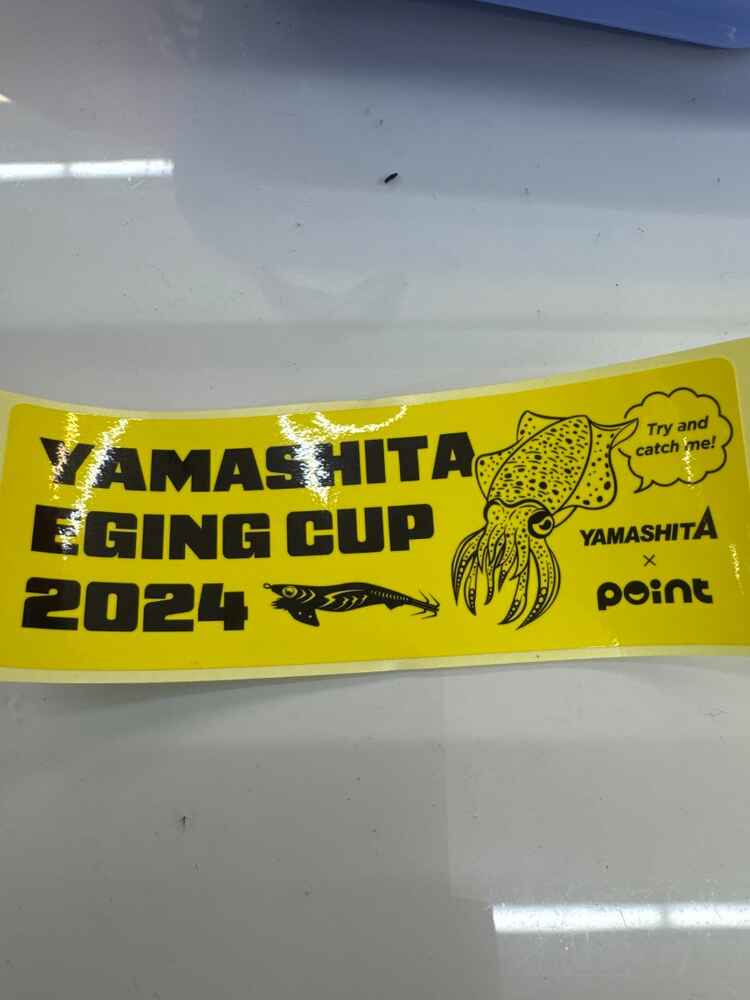 YAMASHITA
EGING CUP
2024
Try and
catch me!
YAMASHITA
×
point